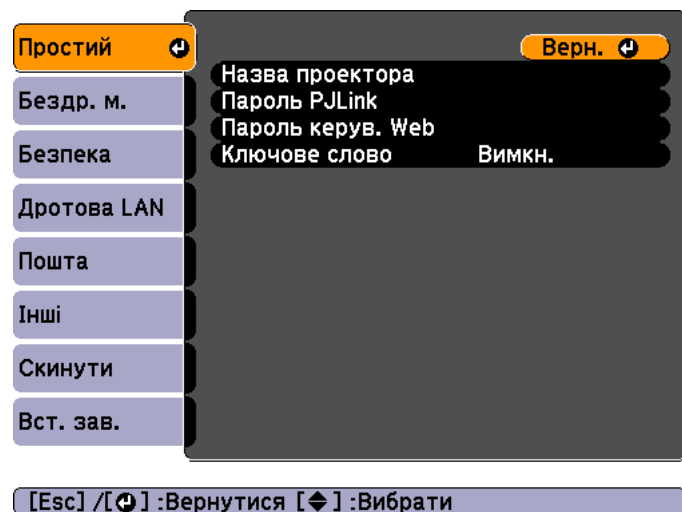 Простий
Верн.
Назва проектора
Пароль PJLink
Пароль керув. Web
Ключове слово Вимкн.
Бездр. м.
Безпека
Дротова LAN
Пошта
Інші
Скинути
Вст. зав.
[Esc] /[⏎] :Вернутися [◆] :Вибрати